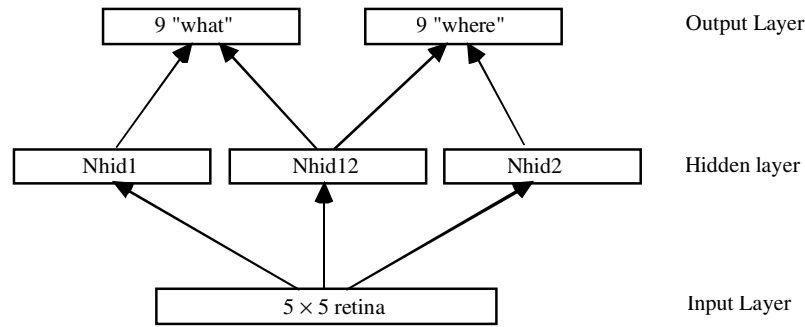 9 "what" 9 "where" Output Layer
Nhid1 Nhid12 Nhid2 Hidden layer
5 × 5 retina Input Layer